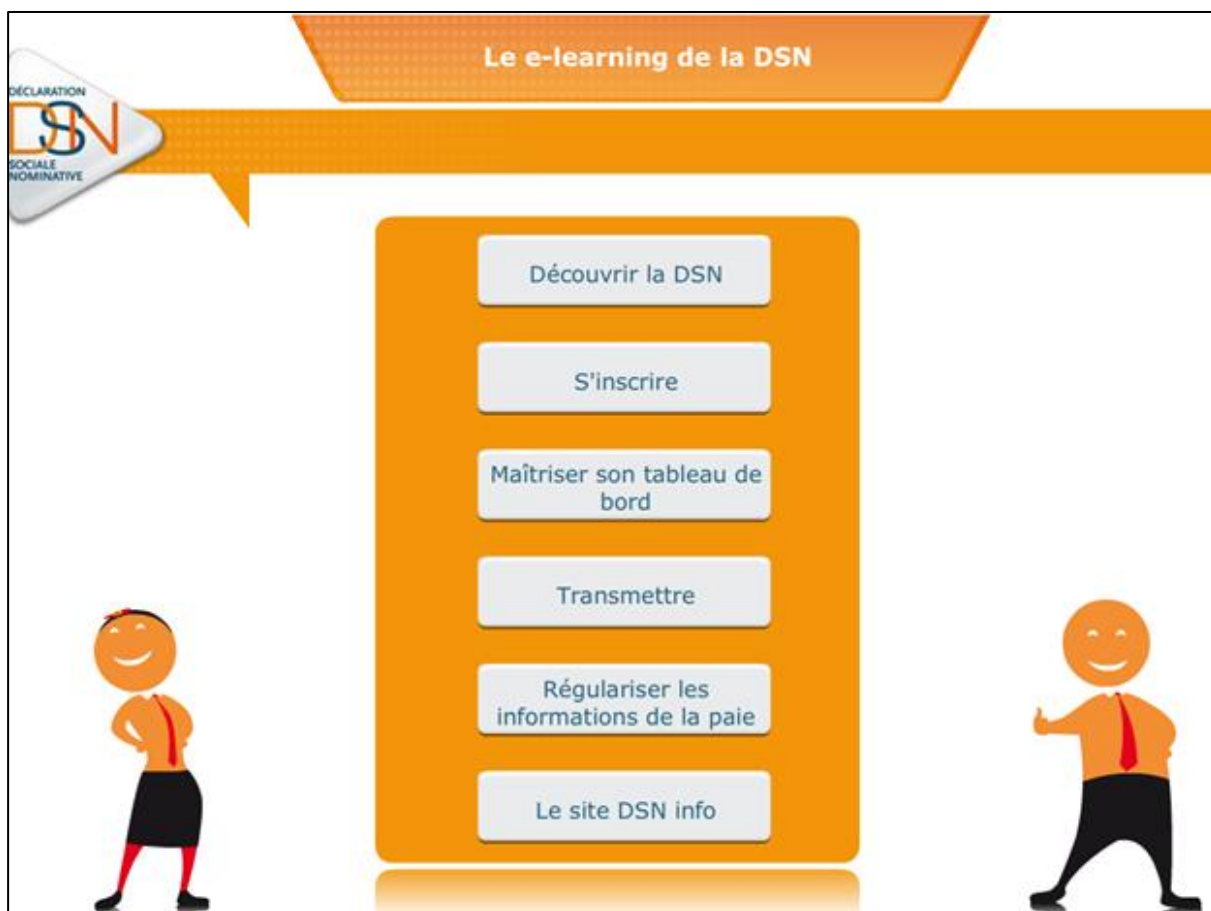 Le e-learning de la DSN
DÉCLARATION
DSN
SOCIALE
NOMINATIVE
Découvrir la DSN
S'inscrire
Maîtriser son tableau de
bord
Transmettre
Régulariser les
informations de la paie
Le site DSN info